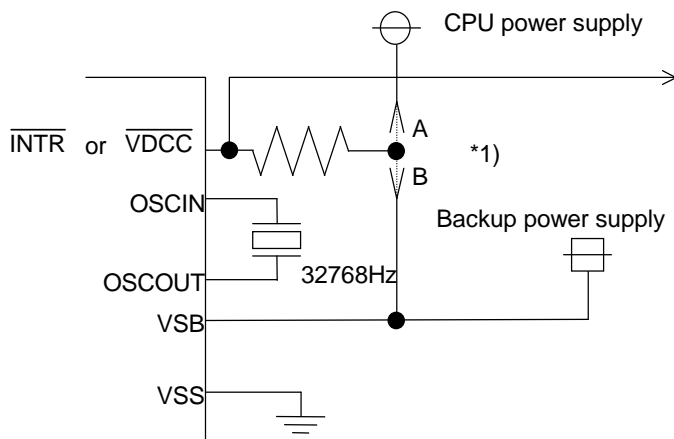 CPU power supply
A
INTR or VDCC
*1)
B
OSCIN
Backup power supply
OSCOUT
32768Hz
VSB
VSS